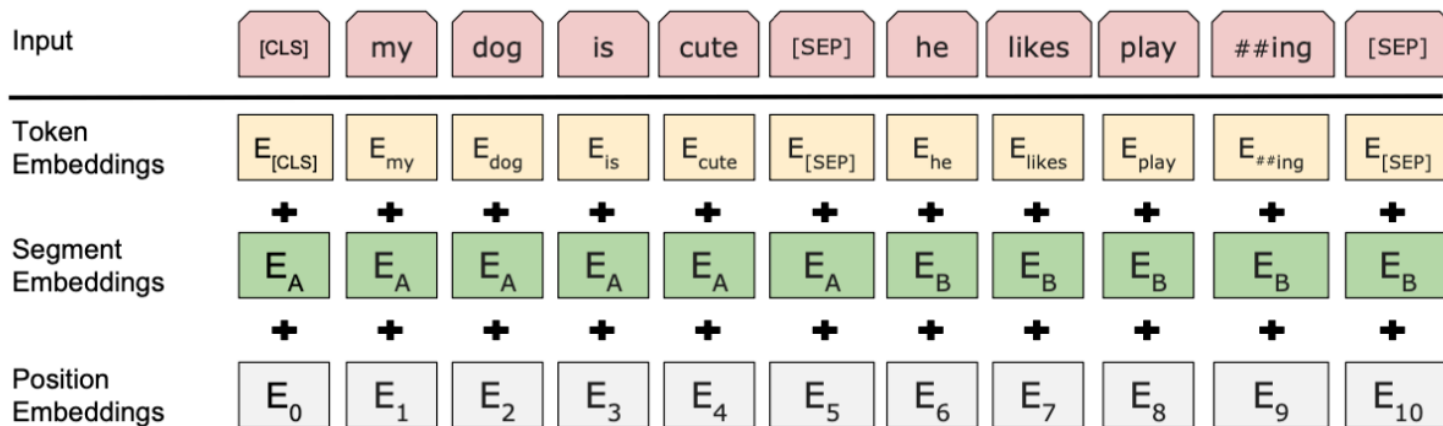 Input [CLS] my dog is cute [SEP] he likes play ##ing [SEP]
Token Embeddings E[CLS] Emy Edog Eis Ecute E[SEP] Ehe Elikes Eplay E##ing E[SEP]
+ + + + + + + + + + +
Segment Embeddings EA EA EA EA EA EA EB EB EB EB EB
+ + + + + + + + + + +
Position Embeddings E0 E1 E2 E3 E4 E5 E6 E7 E8 E9 E10